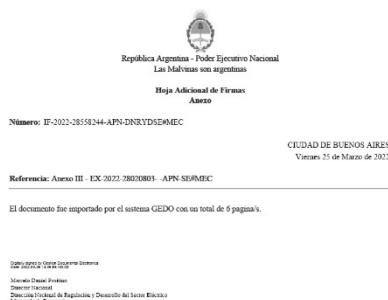 República Argentina - Poder Ejecutivo Nacional
Las Malvinas son argentinas
Hoja Adicional de Firmas
Anexo
Número: IF-2022-28558244-APN-DNRYDSE#MEC
CIUDAD DE BUENOS AIRES
Viernes 25 de Marzo de 2022
Referencia: Anexo III - EX-2022-28020803- -APN-SE#MEC
El documento fue importado por el sistema GEDO con un total de 6 pagina/s.
Digitally signed by Gestion Documental Electronica
Marcelo Daniel Positino
Director Nacional
Dirección Nacional de Regulación y Desarrollo del Sector Eléctrico